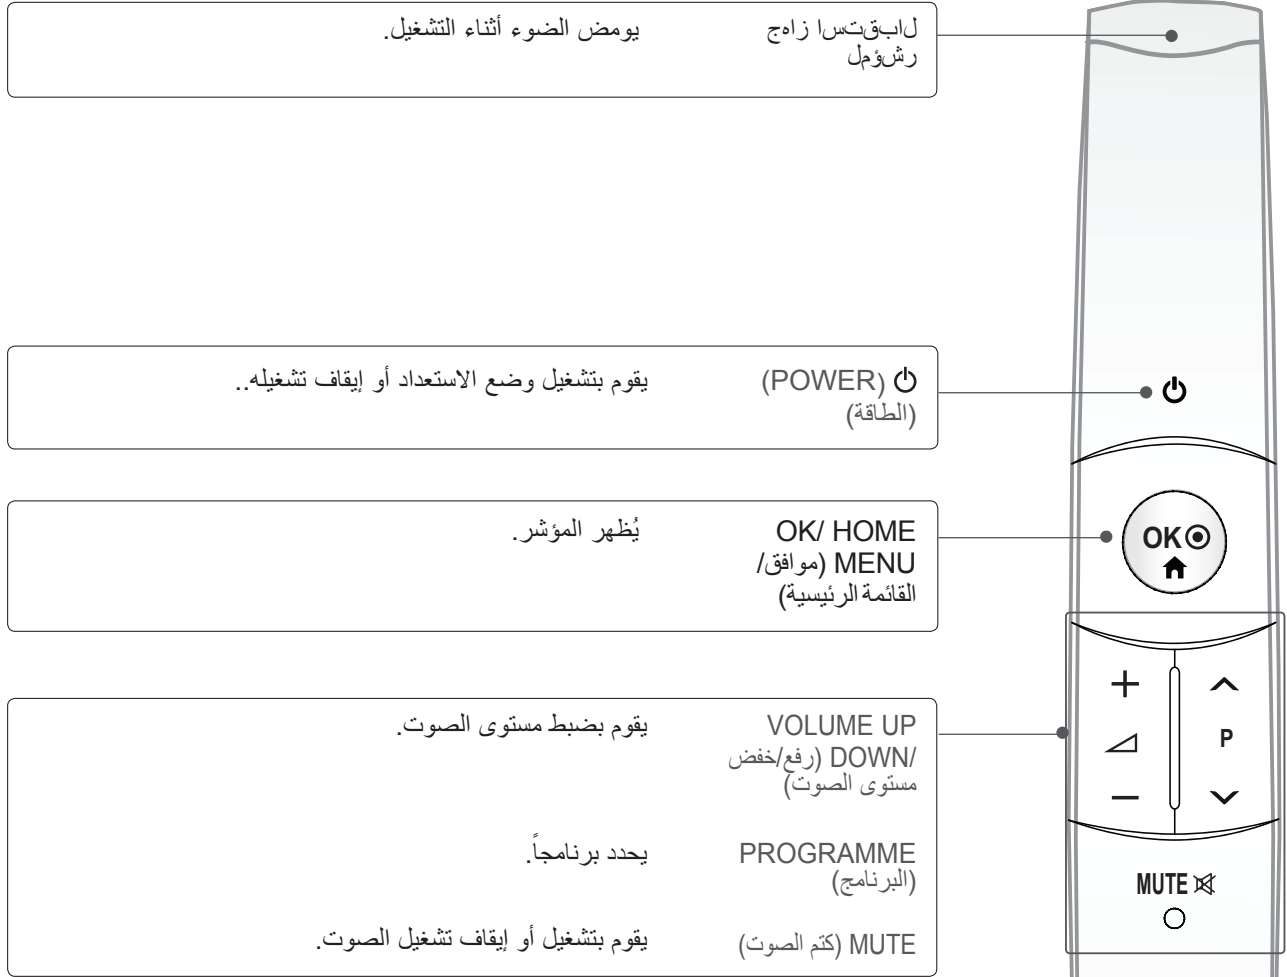 لابقتسا زاهج
رشؤمل
يومض الضوء أثناء التشغيل.
⏻ (POWER)
(الطاقة)
يقوم بتشغيل وضع الاستعداد أو إيقاف تشغيله..
OK/ HOME
MENU (موافق/
القائمة الرئيسية)
يُظهر المؤشر.
VOLUME UP
/DOWN (رفع/خفض
مستوى الصوت)
يقوم بضبط مستوى الصوت.
PROGRAMME
(البرنامج)
يحدد برنامجاً.
MUTE (كتم الصوت)
يقوم بتشغيل أو إيقاف تشغيل الصوت.
OK
P
MUTE